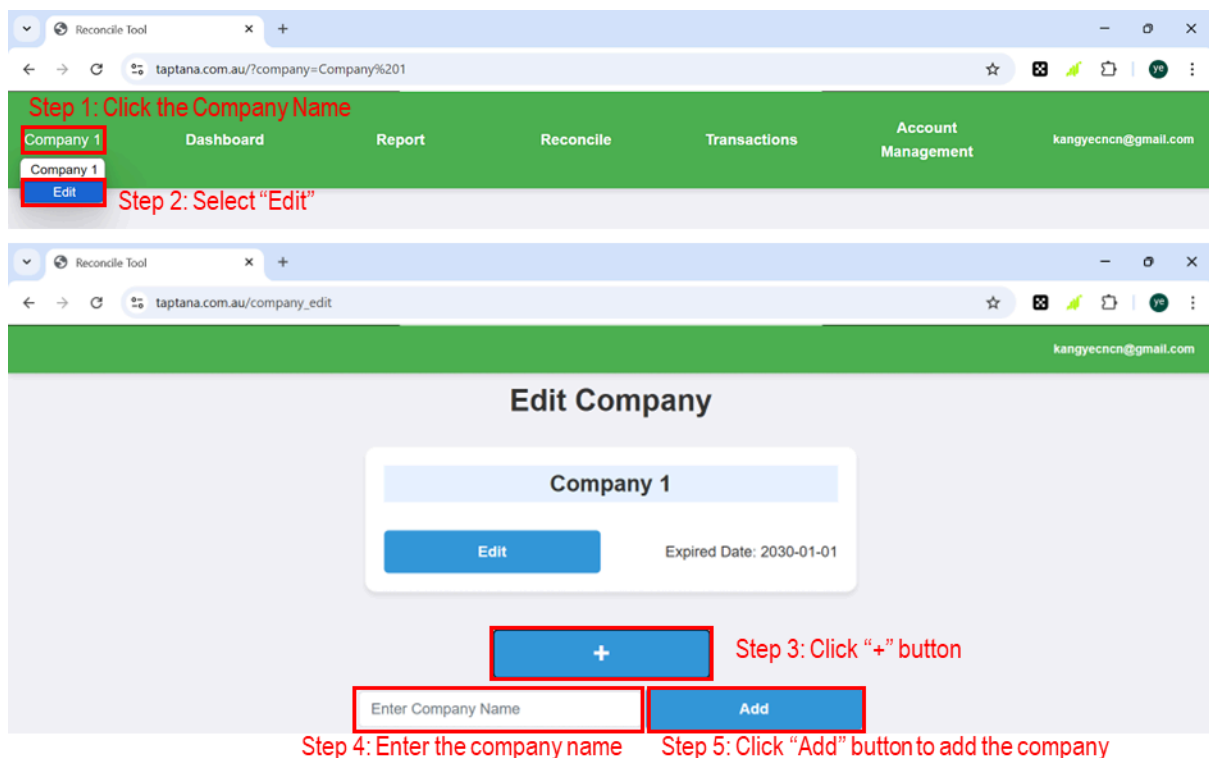 Reconcile Tool
taptana.com.au/?company=Company%201
ye
Step 1: Click the Company Name
Company 1 Dashboard Report Reconcile Transactions Account Management kangyecncn@gmail.com
Company 1
Edit
Step 2: Select “Edit”
Reconcile Tool
taptana.com.au/company_edit
ye
kangyecncn@gmail.com
Edit Company
Company 1
Edit Expired Date: 2030-01-01
+ Step 3: Click “+” button
Enter Company Name Add
Step 4: Enter the company name Step 5: Click “Add” button to add the company